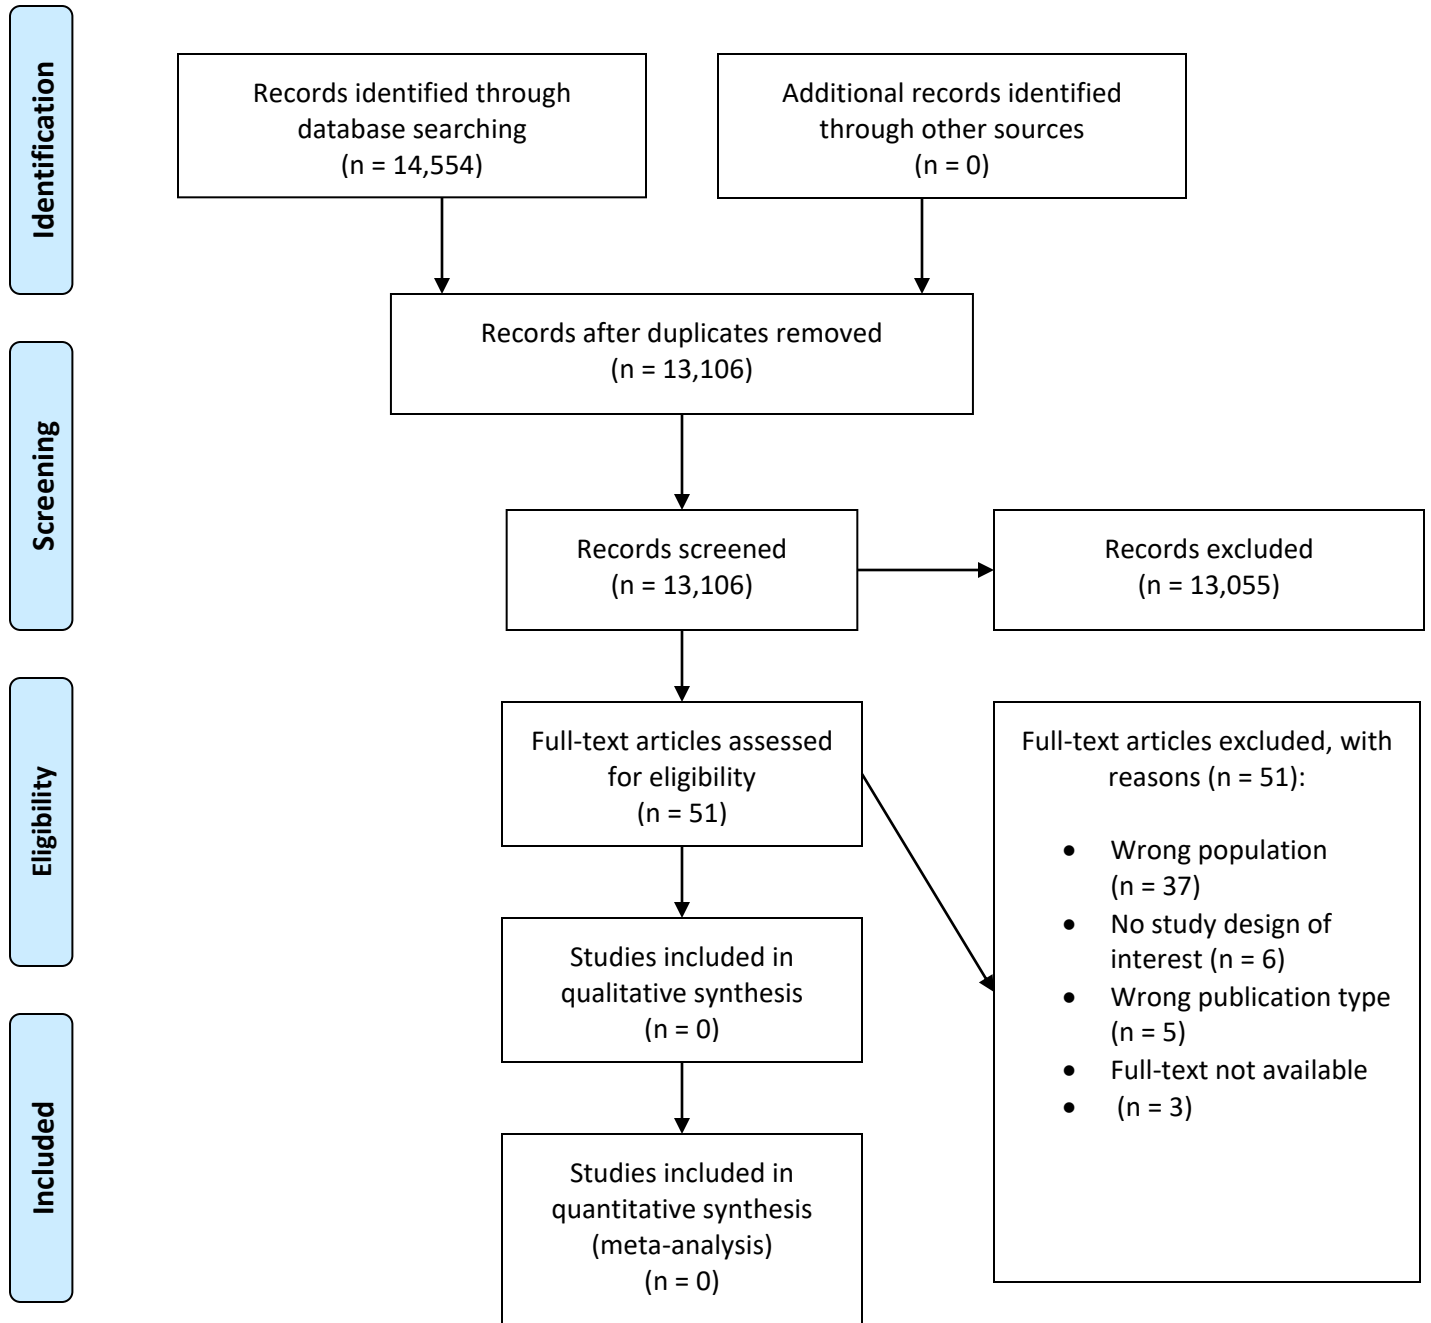 Identification
Records identified through
database searching
(n = 14,554)
Additional records identified
through other sources
(n = 0)
Records after duplicates removed
(n = 13,106)
Screening
Records screened
(n = 13,106)
Records excluded
(n = 13,055)
Eligibility
Full-text articles assessed
for eligibility
(n = 51)
Full-text articles excluded, with
reasons (n = 51):
• Wrong population
(n = 37)
• No study design of
interest (n = 6)
• Wrong publication type
(n = 5)
• Full-text not available
• (n = 3)
Studies included in
qualitative synthesis
(n = 0)
Included
Studies included in
quantitative synthesis
(meta-analysis)
(n = 0)